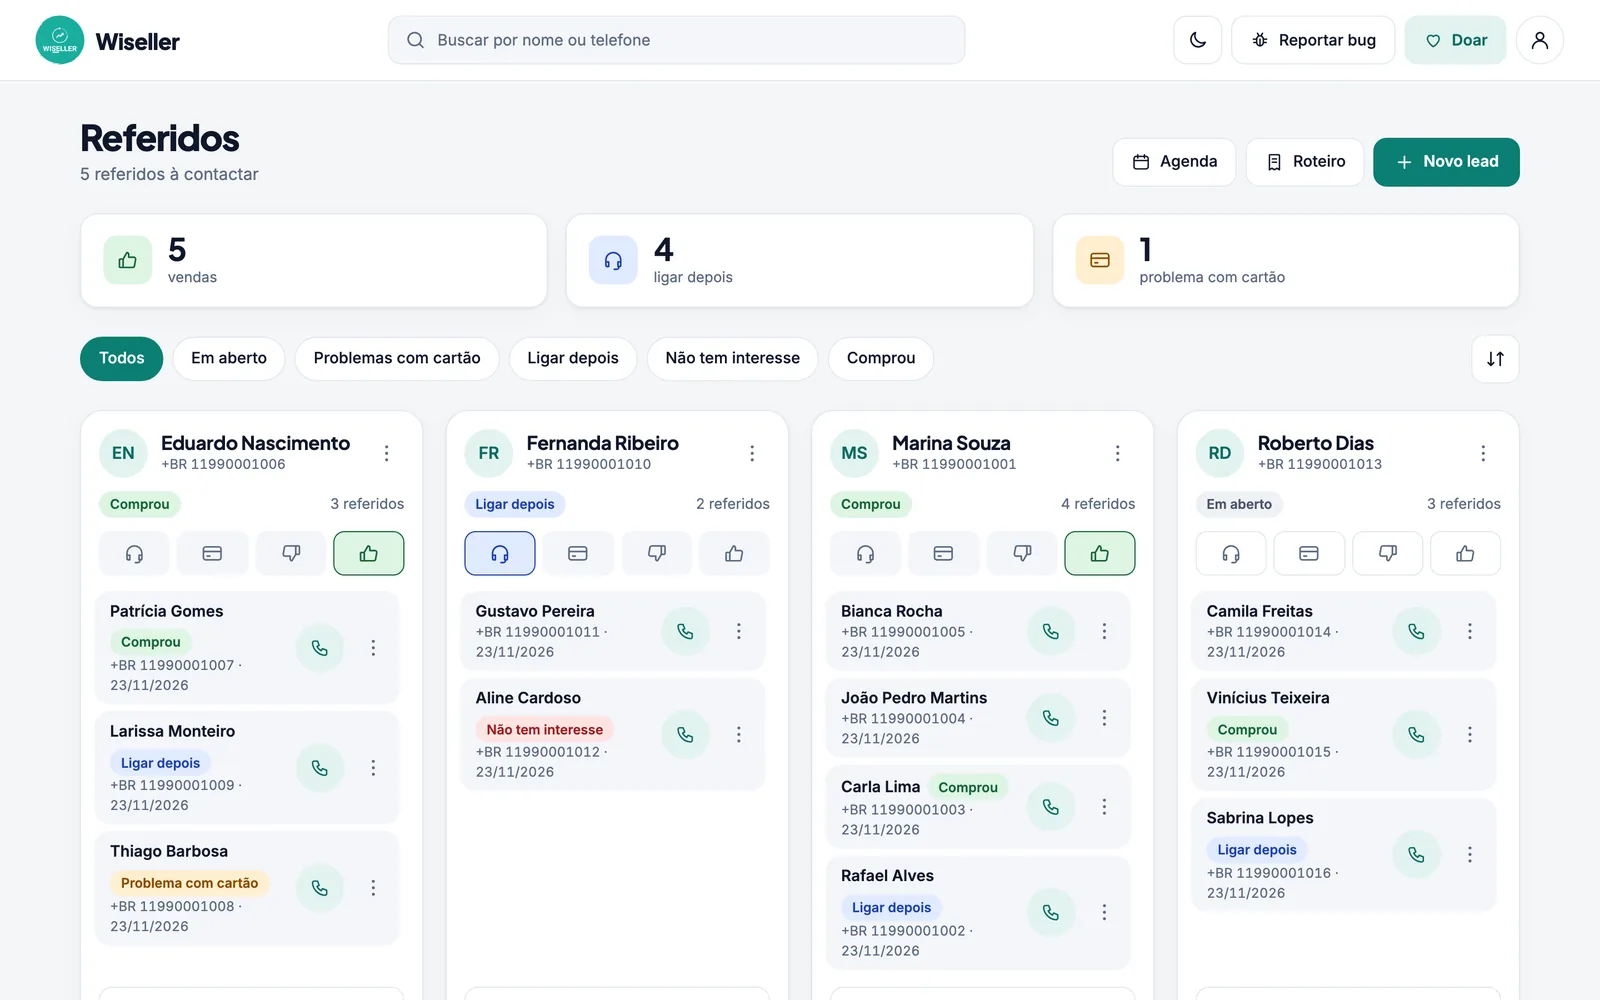 WISELLER
Wiseller
Buscar por nome ou telefone
Reportar bug
Doar
Referidos
5 referidos à contactar
Agenda
Roteiro
Novo lead
5
vendas
4
ligar depois
1
problema com cartão
Todos
Em aberto
Problemas com cartão
Ligar depois
Não tem interesse
Comprou
EN
Eduardo Nascimento
+BR 11990001006
Comprou
3 referidos
Patrícia Gomes
Comprou
+BR 11990001007 ·
23/11/2026
Larissa Monteiro
Ligar depois
+BR 11990001009 ·
23/11/2026
Thiago Barbosa
Problema com cartão
+BR 11990001008 ·
23/11/2026
FR
Fernanda Ribeiro
+BR 11990001010
Ligar depois
2 referidos
Gustavo Pereira
+BR 11990001011 ·
23/11/2026
Aline Cardoso
Não tem interesse
+BR 11990001012 ·
23/11/2026
MS
Marina Souza
+BR 11990001001
Comprou
4 referidos
Bianca Rocha
+BR 11990001005 ·
23/11/2026
João Pedro Martins
+BR 11990001004 ·
23/11/2026
Carla Lima Comprou
+BR 11990001003 ·
23/11/2026
Rafael Alves
Ligar depois
+BR 11990001002 ·
23/11/2026
RD
Roberto Dias
+BR 11990001013
Em aberto
3 referidos
Camila Freitas
+BR 11990001014 ·
23/11/2026
Vinícius Teixeira
Comprou
+BR 11990001015 ·
23/11/2026
Sabrina Lopes
Ligar depois
+BR 11990001016 ·
23/11/2026